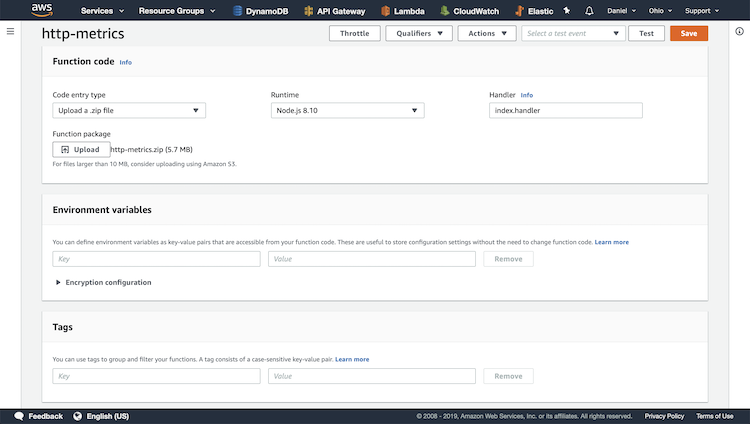 aws Services Resource Groups DynamoDB API Gateway Lambda CloudWatch Elastic Daniel Ohio Support
http-metrics Throttle Qualifiers Actions Select a test event Test Save
Function code Info
Code entry type Runtime Handler Info
Upload a .zip file Node.js 8.10 index.handler
Function package
Upload http-metrics.zip (5.7 MB)
For files larger than 10 MB, consider uploading using Amazon S3.
Environment variables
You can define environment variables as key-value pairs that are accessible from your function code. These are useful to store configuration settings without the need to change function code. Learn more
Key Value Remove
Encryption configuration
Tags
You can use tags to group and filter your functions. A tag consists of a case-sensitive key-value pair. Learn more
Key Value Remove
Feedback English (US) © 2008 - 2019, Amazon Web Services, Inc. or its affiliates. All rights reserved. Privacy Policy Terms of Use